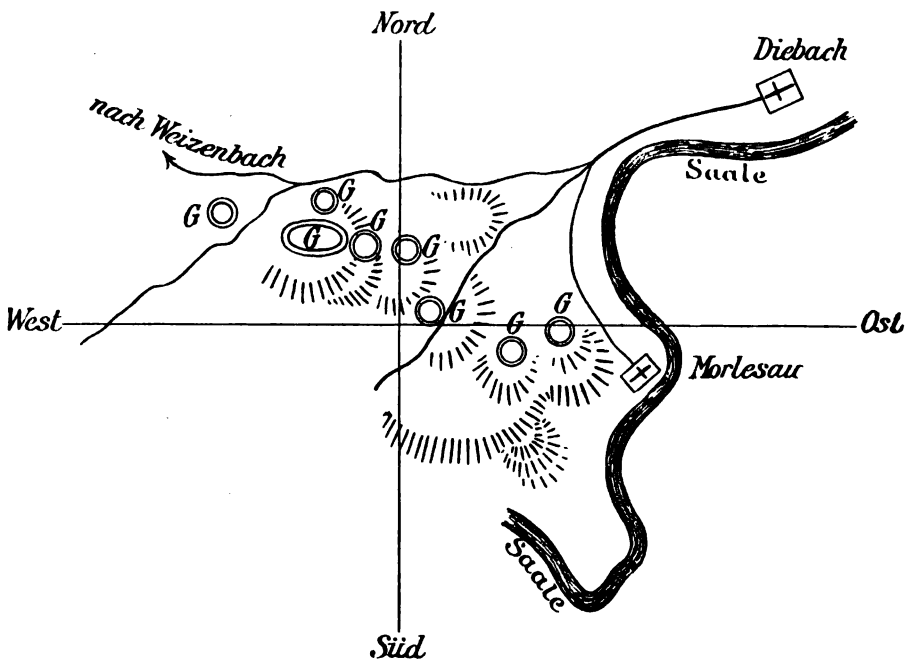 Nord
Diebach
nach Weizenbach
Saale
G
G
G
G
G
G
G
G
West
Ost
Morlesau
Saale
Süd